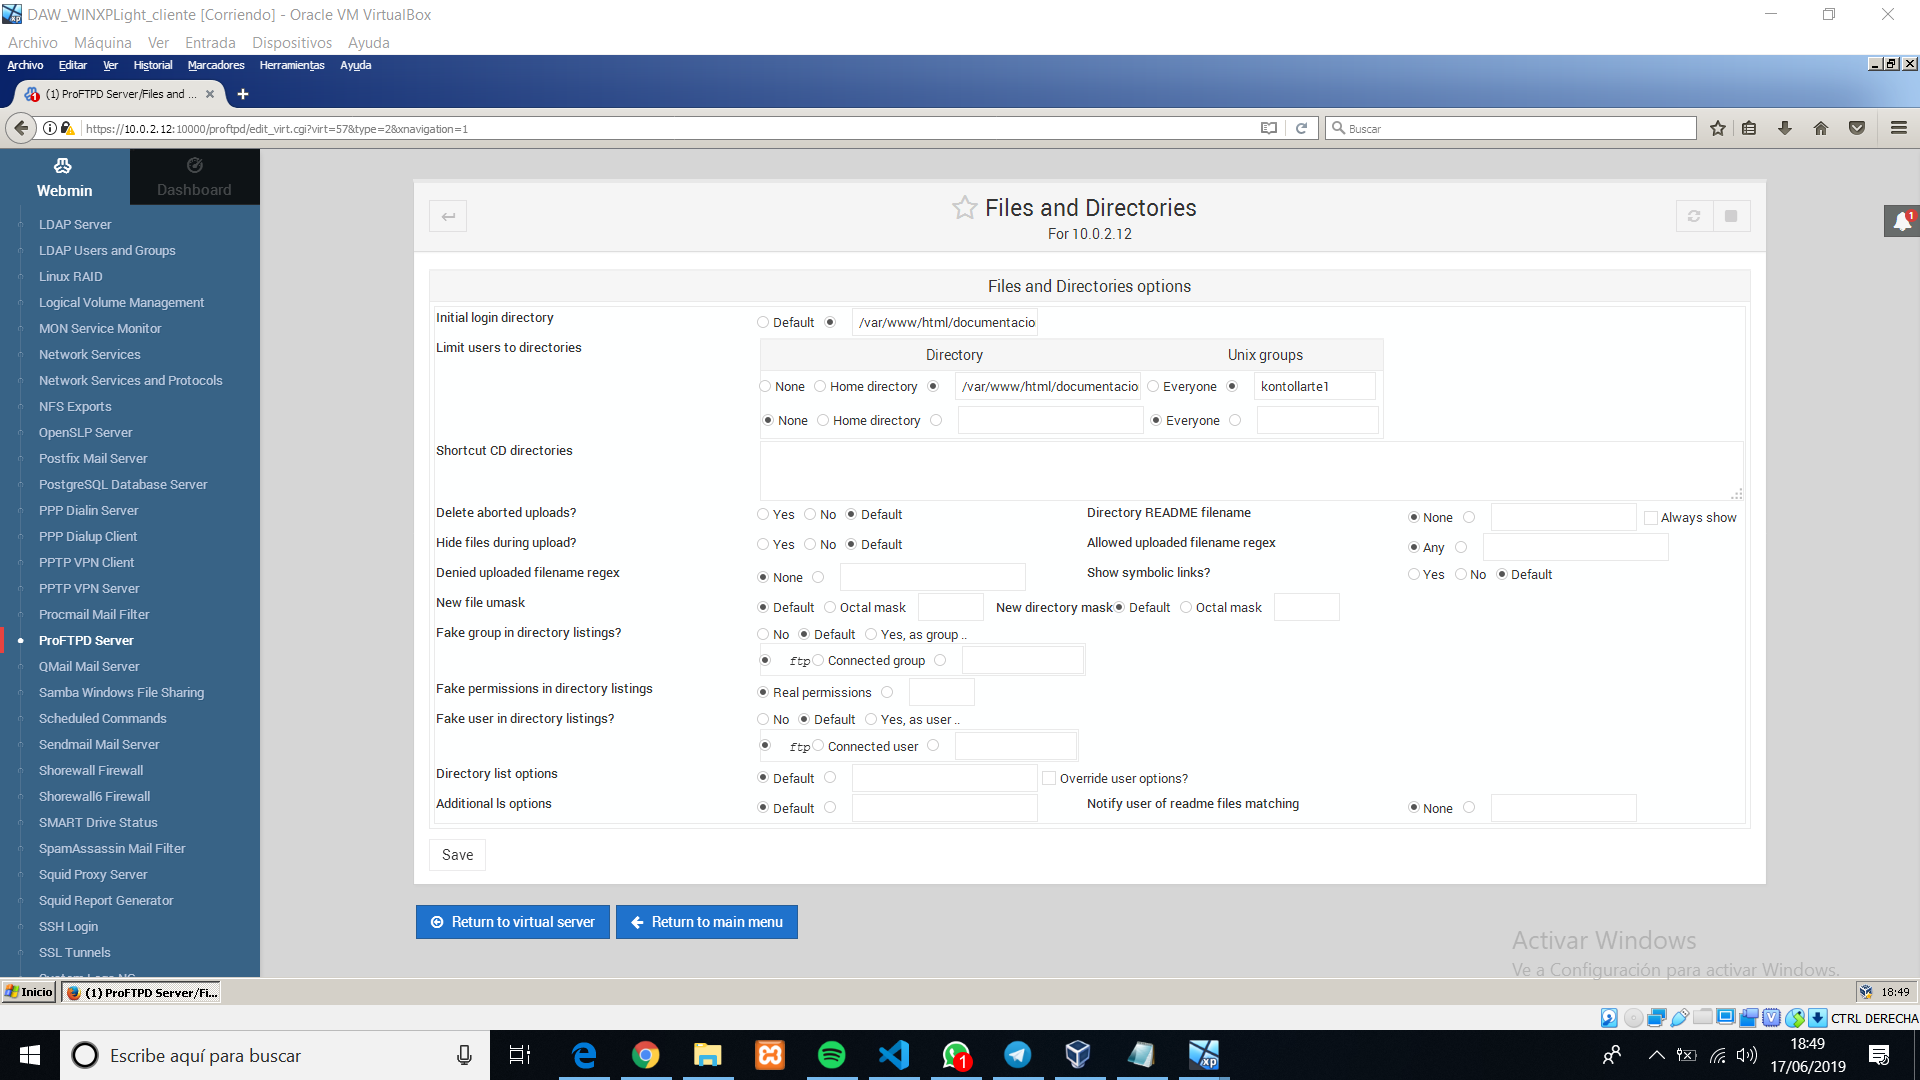 DAW_WINXPLight_cliente [Corriendo] - Oracle VM VirtualBox
Archivo Máquina Ver Entrada Dispositivos Ayuda
Archivo Editar Ver Historial Marcadores Herramientas Ayuda
(1) ProFTPD Server/Files and ...
https://10.0.2.12:10000/proftpd/edit_virt.cgi?virt=57&type=2&xnavigation=1
Buscar
Webmin
Dashboard
LDAP Server
LDAP Users and Groups
Linux RAID
Logical Volume Management
MON Service Monitor
Network Services
Network Services and Protocols
NFS Exports
OpenSLP Server
Postfix Mail Server
PostgreSQL Database Server
PPP Dialin Server
PPP Dialup Client
PPTP VPN Client
PPTP VPN Server
Procmail Mail Filter
ProFTPD Server
QMail Mail Server
Samba Windows File Sharing
Scheduled Commands
Sendmail Mail Server
Shorewall Firewall
Shorewall6 Firewall
SMART Drive Status
SpamAssassin Mail Filter
Squid Proxy Server
Squid Report Generator
SSH Login
SSL Tunnels
Files and Directories
For 10.0.2.12
1
Files and Directories options
Initial login directory Default /var/www/html/documentacio
Limit users to directories
Directory Unix groups
None Home directory /var/www/html/documentacio Everyone kontollarte1
None Home directory Everyone
Shortcut CD directories
Delete aborted uploads? Yes No Default Directory README filename None Always show
Hide files during upload? Yes No Default Allowed uploaded filename regex Any
Denied uploaded filename regex None Show symbolic links? Yes No Default
New file umask Default Octal mask New directory mask Default Octal mask
Fake group in directory listings? No Default Yes, as group ..
ftp Connected group
Fake permissions in directory listings Real permissions
Fake user in directory listings? No Default Yes, as user ..
ftp Connected user
Directory list options Default Override user options?
Additional ls options Default Notify user of readme files matching None
Save
Return to virtual server Return to main menu
Activar Windows
Ve a Configuración para activar Windows.
Inicio (1) ProFTPD Server/Fi... 18:49
CTRL DERECHA
Escribe aquí para buscar
1
18:49
17/06/2019